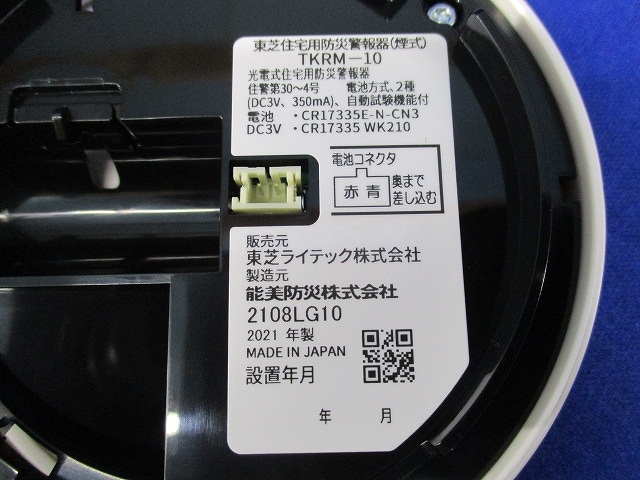 東芝住宅用防災警報器(煙式)
TKRM-10
光電式住宅用防災警報器
住警第30~4号 電池方式、2種
(DC3V、350mA)、自動試験機能付
電池 ・CR17335E-N-CN3
DC3V ・CR17335 WK210
電池コネクタ
赤 青
奥まで
差し込む
販売元
東芝ライテック株式会社
製造元
能美防災株式会社
2108LG10
2021 年製
MADE IN JAPAN
設置年月
年 月